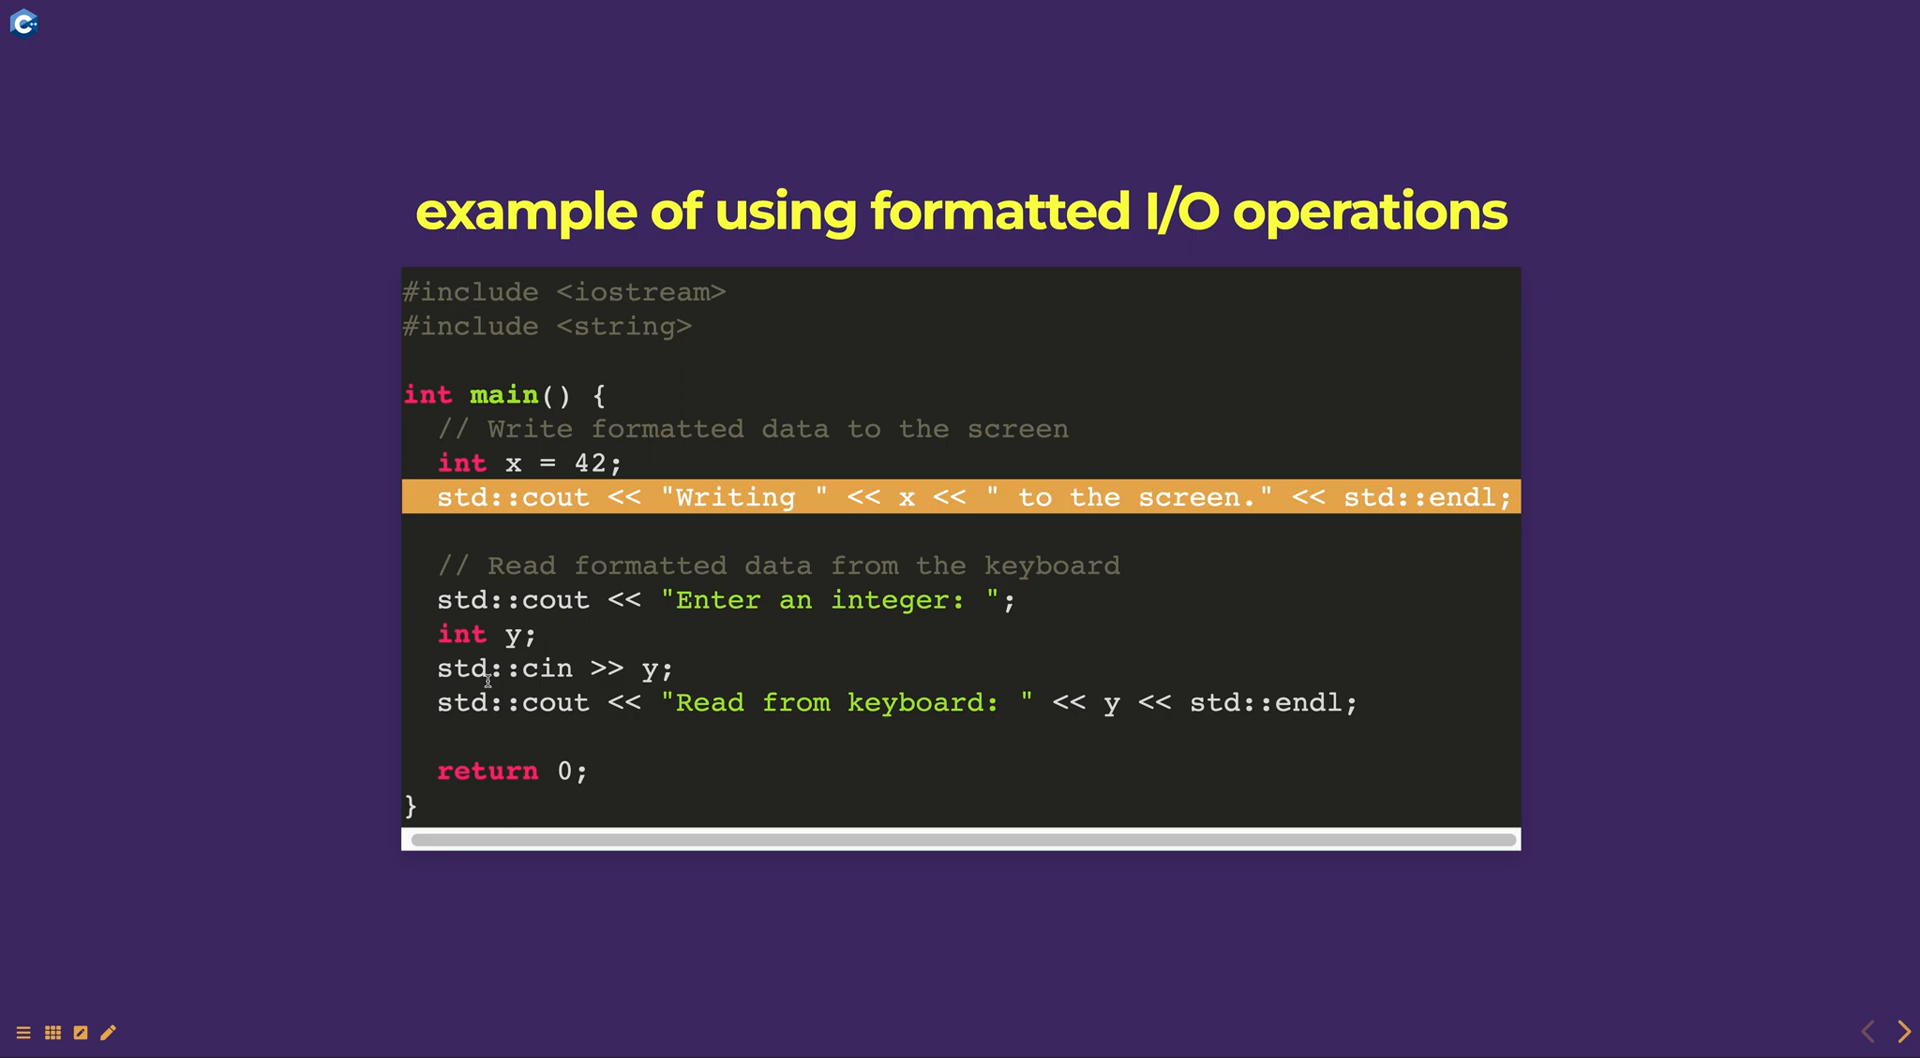 example of using formatted I/O operations
#include <iostream>
#include <string>
int main() {
  // Write formatted data to the screen
  int x = 42;
  std::cout << "Writing " << x << " to the screen." << std::endl;
  // Read formatted data from the keyboard
  std::cout << "Enter an integer: ";
  int y;
  std::cin >> y;
  std::cout << "Read from keyboard: " << y << std::endl;
  return 0;
}